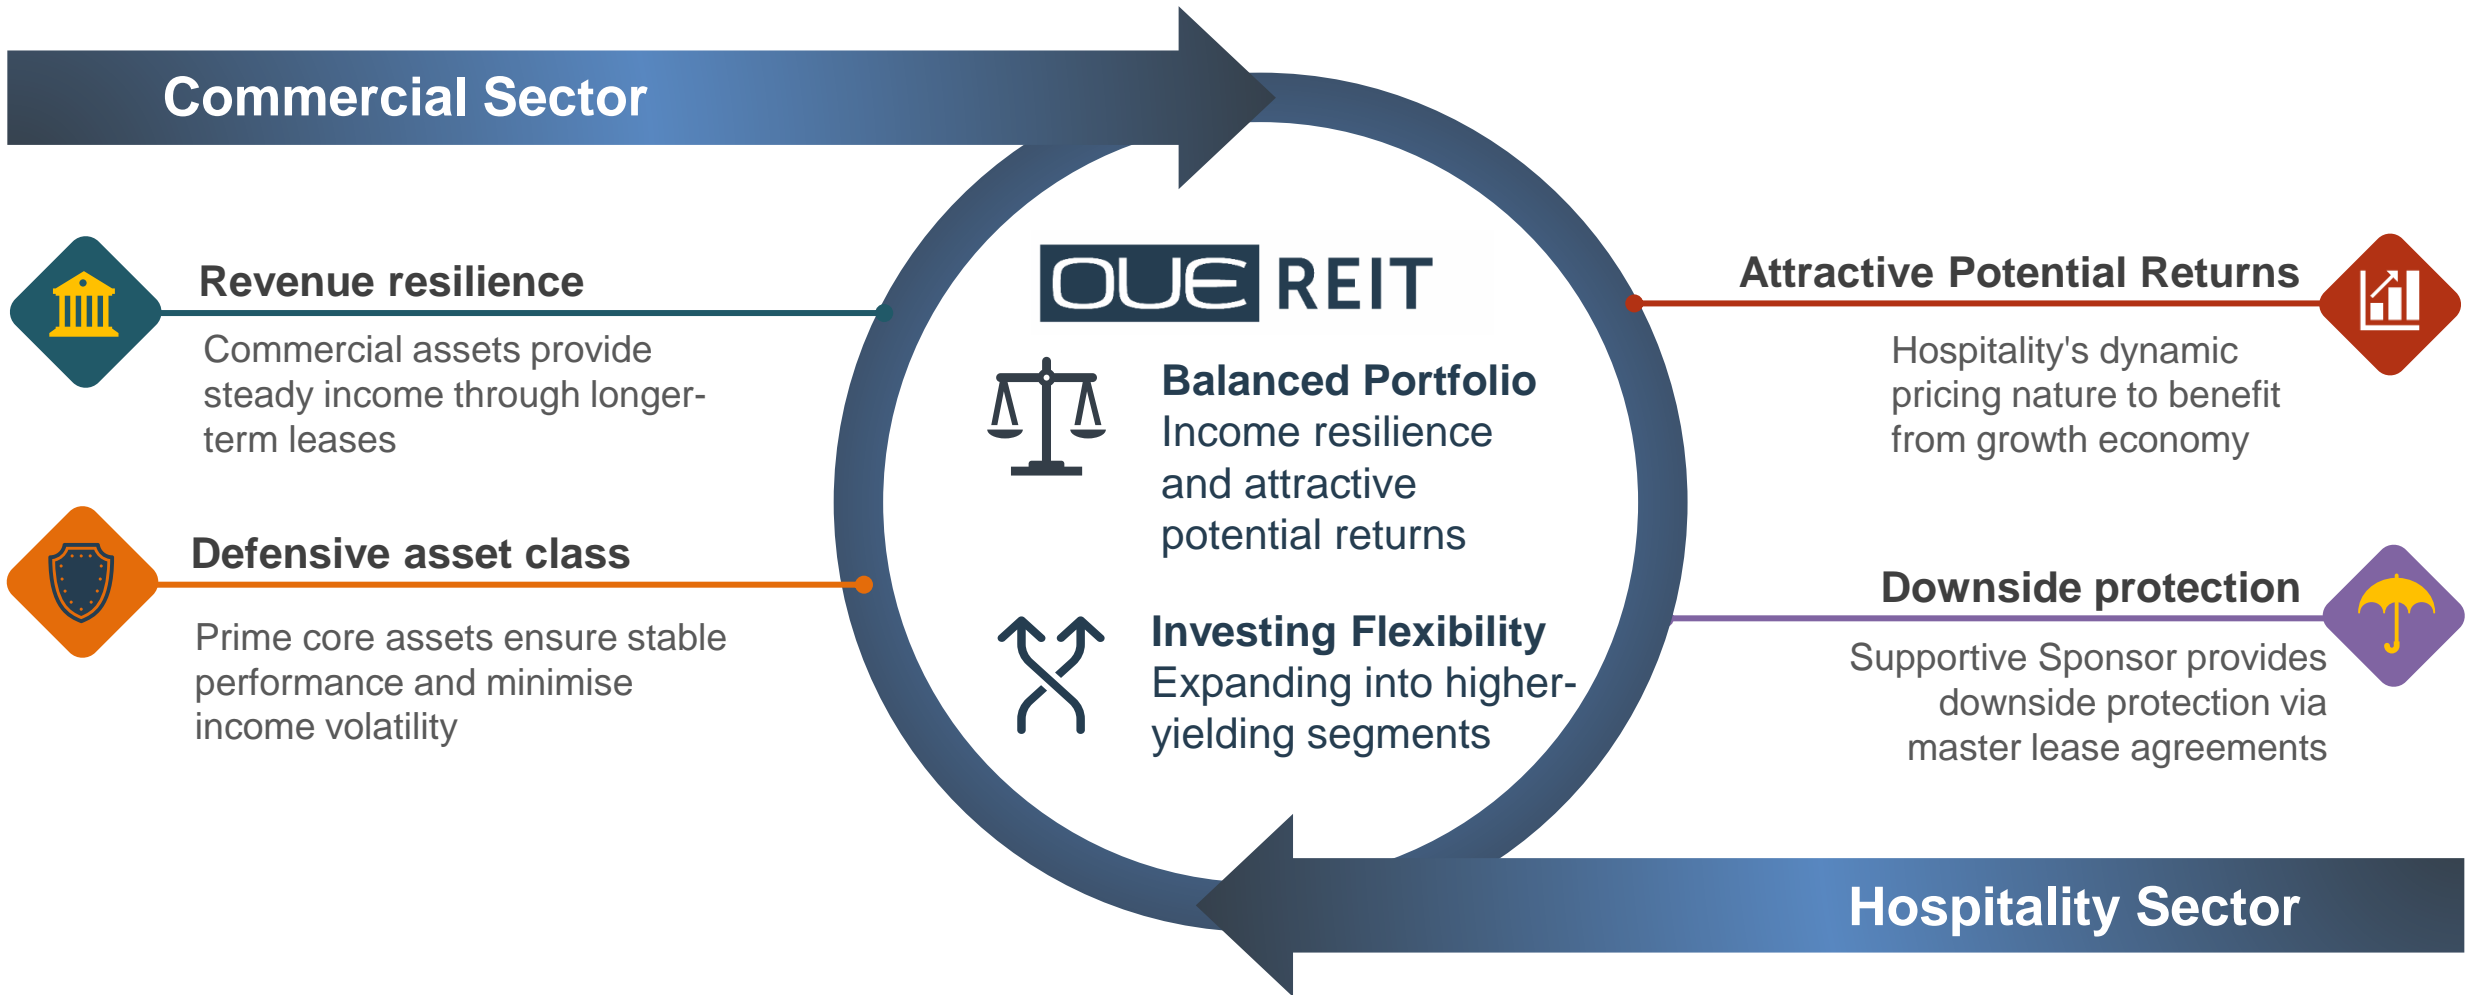 Commercial Sector
Revenue resilience
Commercial assets provide
steady income through longer-
term leases
Defensive asset class
Prime core assets ensure stable
performance and minimise
income volatility
OUE REIT
Balanced Portfolio
Income resilience
and attractive
potential returns
Investing Flexibility
Expanding into higher-
yielding segments
Attractive Potential Returns
Hospitality's dynamic
pricing nature to benefit
from growth economy
Downside protection
Supportive Sponsor provides
downside protection via
master lease agreements
Hospitality Sector